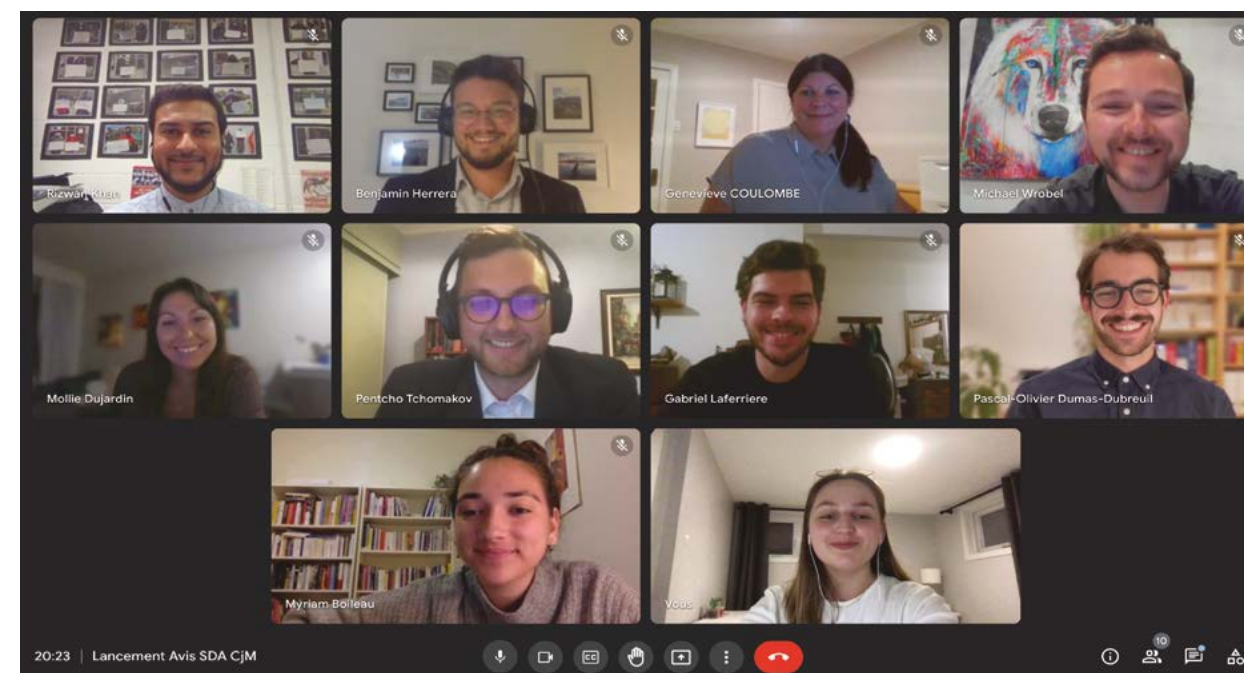 Rizwan Khan
Benjamin Herrera
Genevieve COULOMBE
Michael Wrobel
Mollie Dujardin
Pentcho Tchomakov
Gabriel Laferriere
Pascal-Olivier Dumas-Dubreuil
Myriam Boileau
Vous
20:23 | Lancement Avis SDA CjM
CC
10